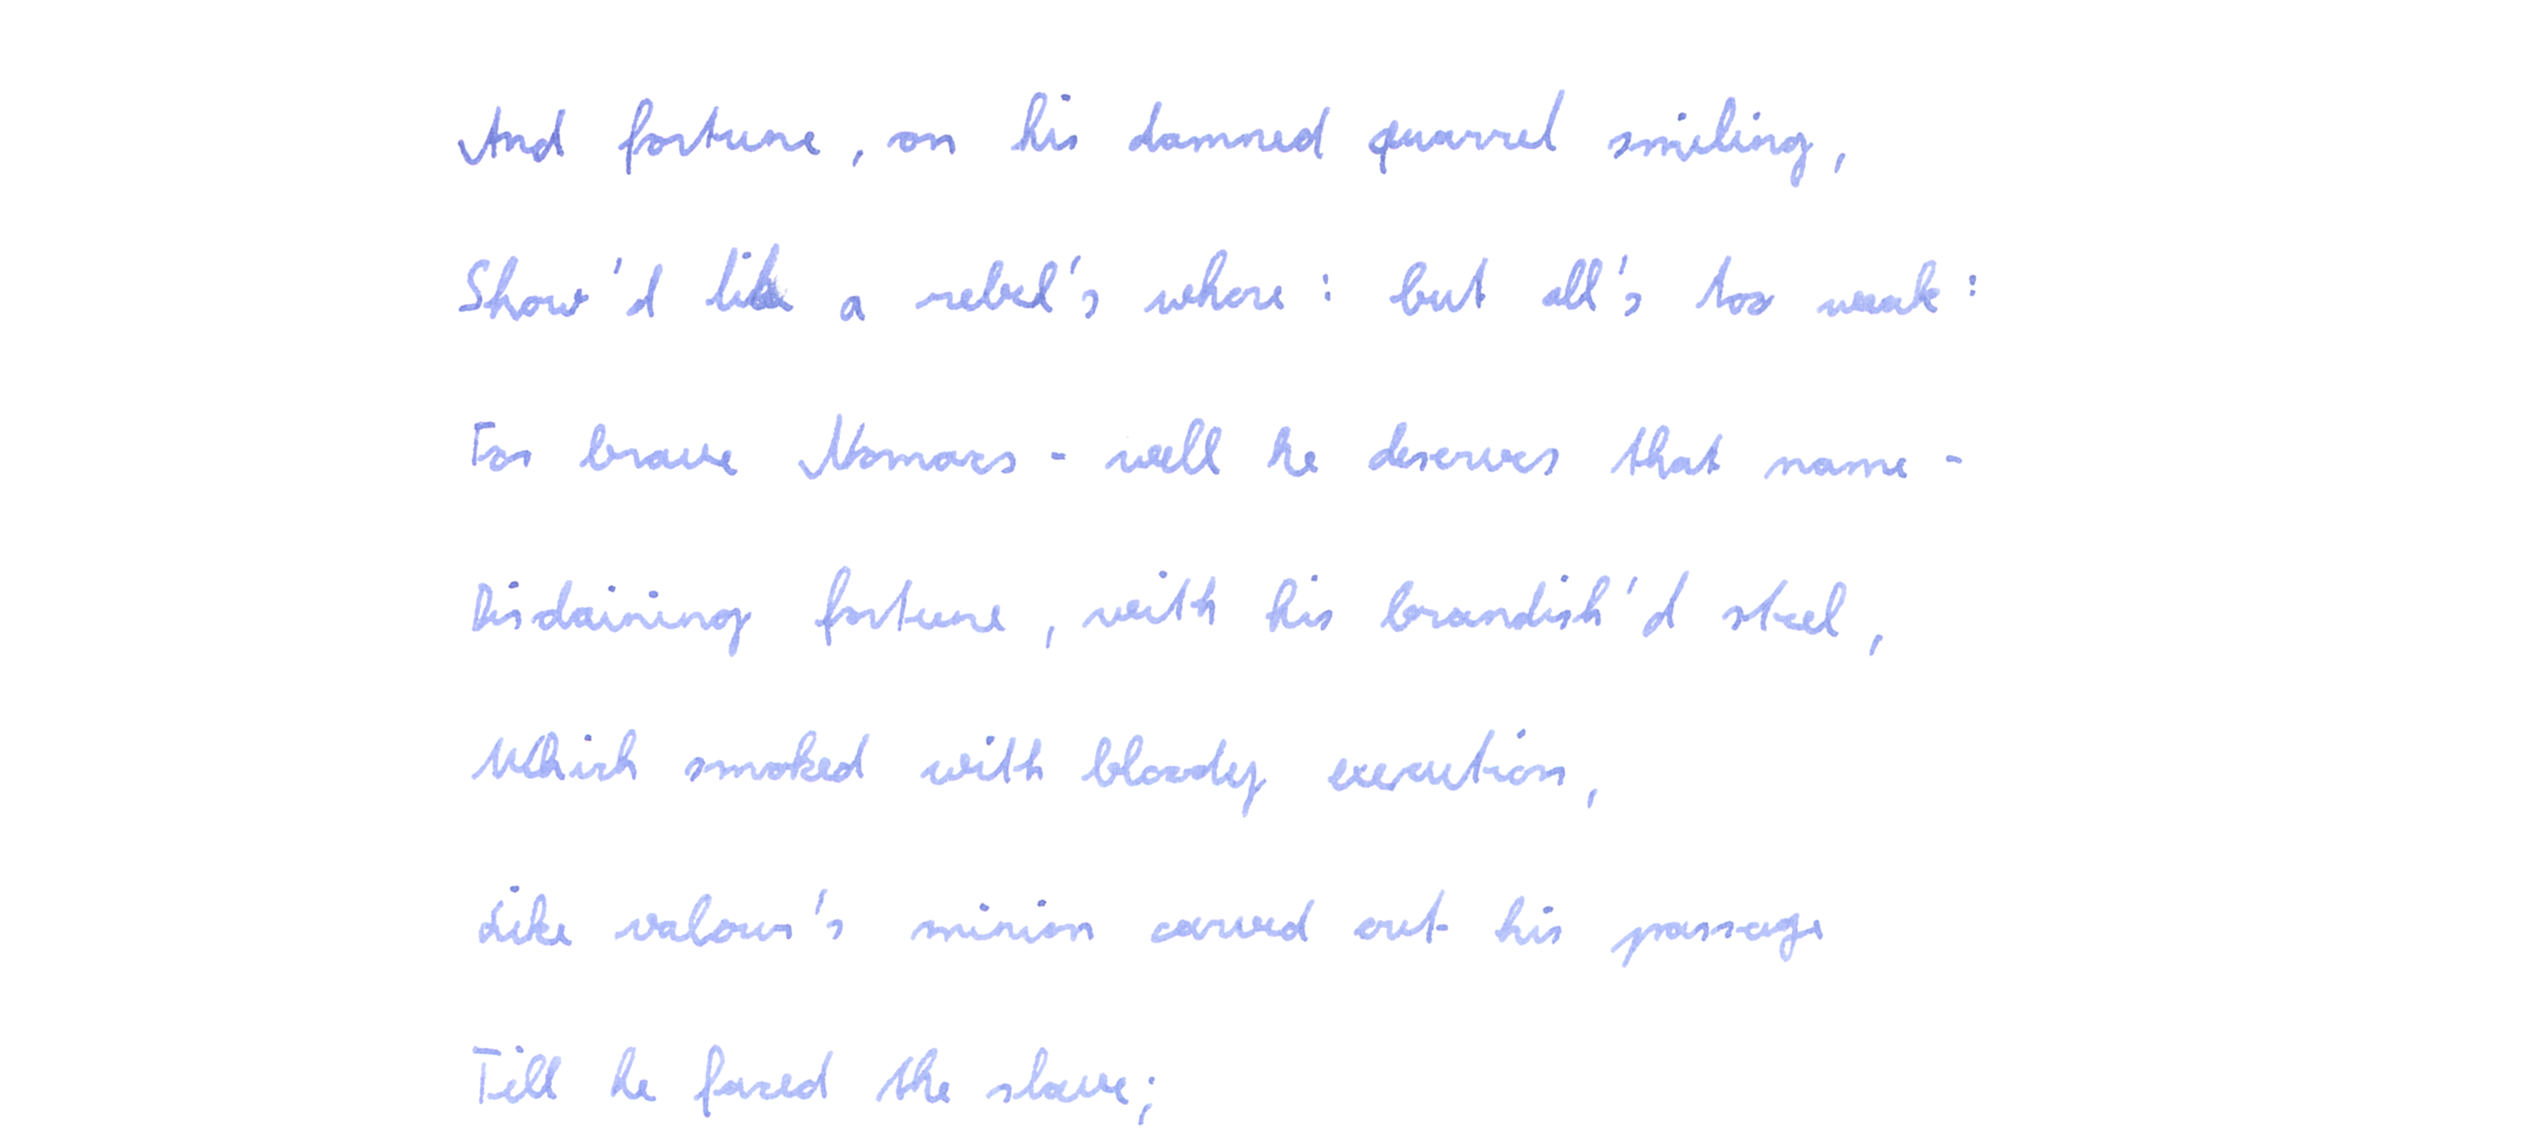 And fortune, on his damned quarrel smiling,
Show'd like a rebel's whore: but all's too weak:
For brave Nomacs - well he deserves that name -
Disdaining fortune, with his brandish'd steel,
Which smoked with bloody execution,
Like valour's minion carved out his passage
Till he faced the slave;